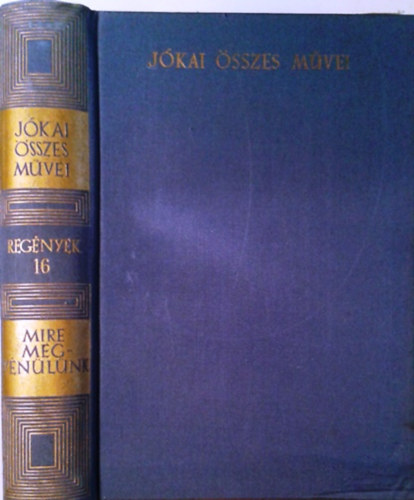 JÓKAI
ÖSSZES
MŰVEI
REGÉNYEK
16
MIRE
MEG-
VÉNÜLÜNK
JÓKAI ÖSSZES MŰVEI